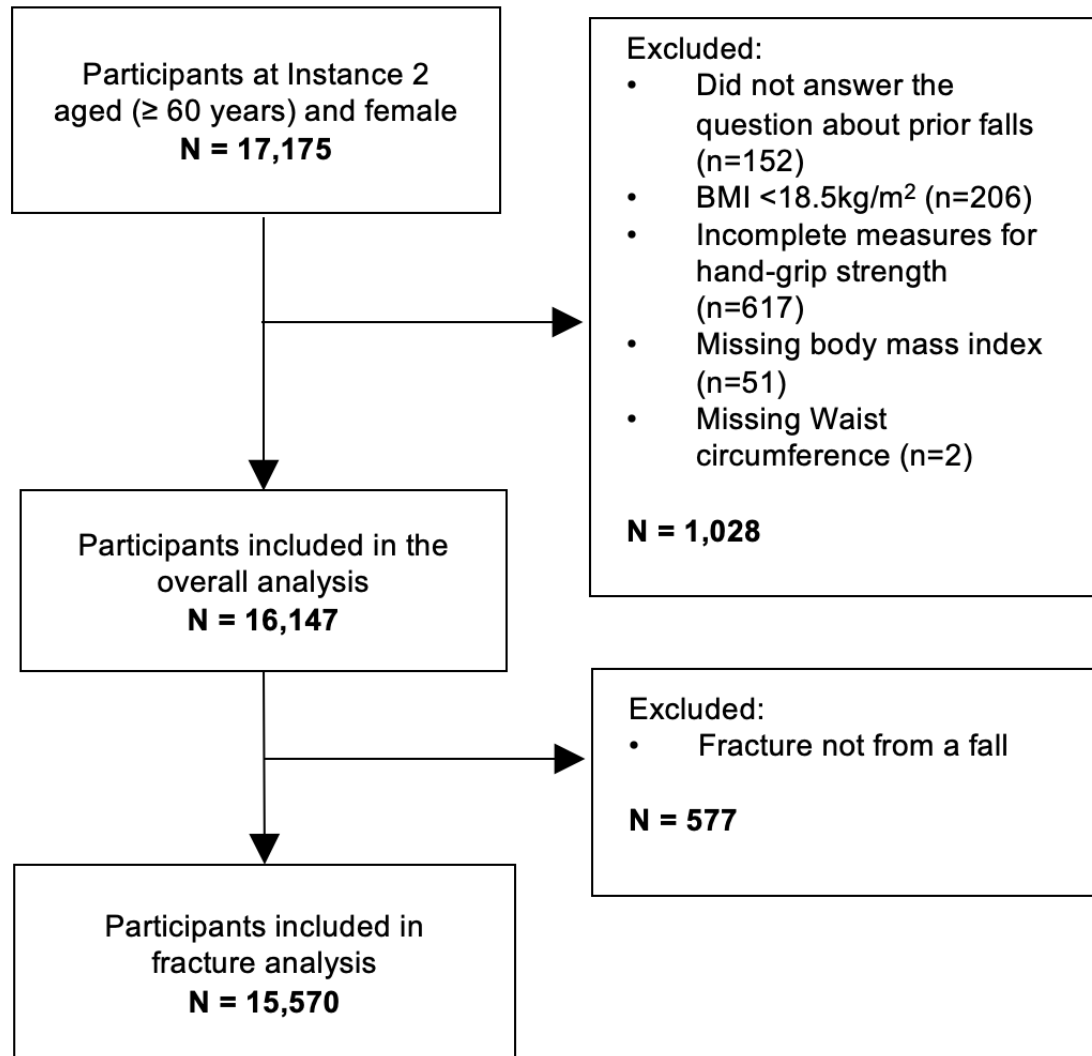 Participants at Instance 2
aged (≥ 60 years) and female
N = 17,175
Excluded:
• Did not answer the
question about prior falls
(n=152)
• BMI <18.5kg/m² (n=206)
• Incomplete measures for
hand-grip strength
(n=617)
• Missing body mass index
(n=51)
• Missing Waist
circumference (n=2)
N = 1,028
Participants included in the
overall analysis
N = 16,147
Excluded:
• Fracture not from a fall
N = 577
Participants included in
fracture analysis
N = 15,570